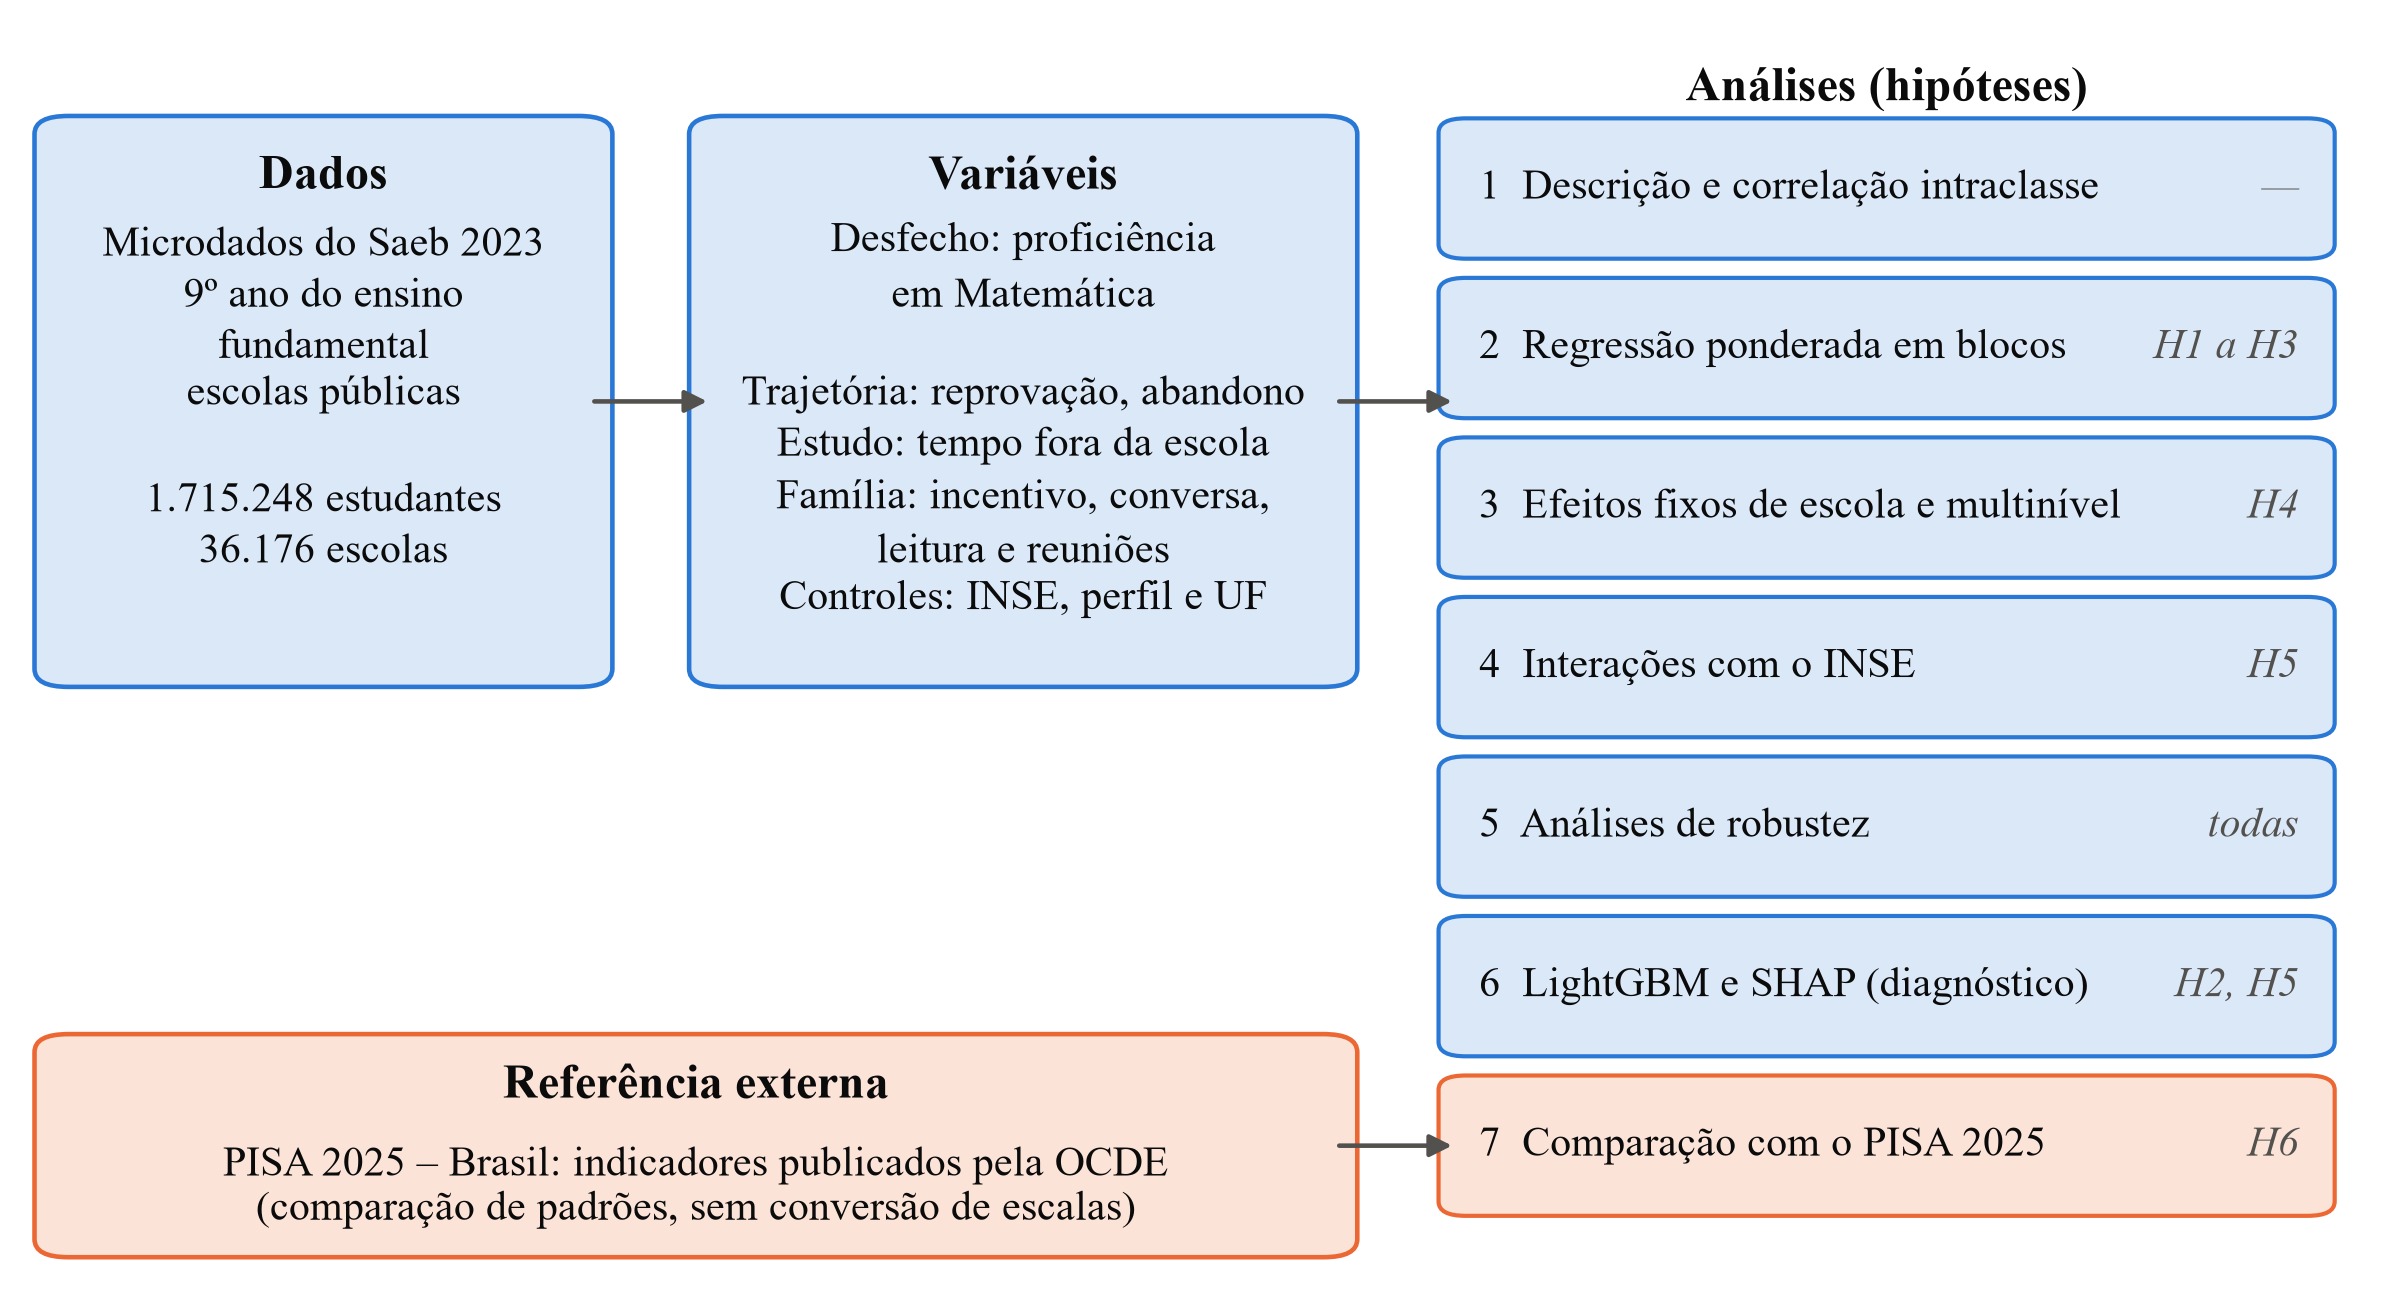 Dados
Microdados do Saeb 2023
9º ano do ensino
fundamental
escolas públicas
1.715.248 estudantes
36.176 escolas
Variáveis
Desfecho: proficiência
em Matemática
Trajetória: reprovação, abandono
Estudo: tempo fora da escola
Família: incentivo, conversa,
leitura e reuniões
Controles: INSE, perfil e UF
Análises (hipóteses)
1 Descrição e correlação intraclasse —
2 Regressão ponderada em blocos H1 a H3
3 Efeitos fixos de escola e multinível H4
4 Interações com o INSE H5
5 Análises de robustez todas
6 LightGBM e SHAP (diagnóstico) H2, H5
7 Comparação com o PISA 2025 H6
Referência externa
PISA 2025 – Brasil: indicadores publicados pela OCDE
(comparação de padrões, sem conversão de escalas)